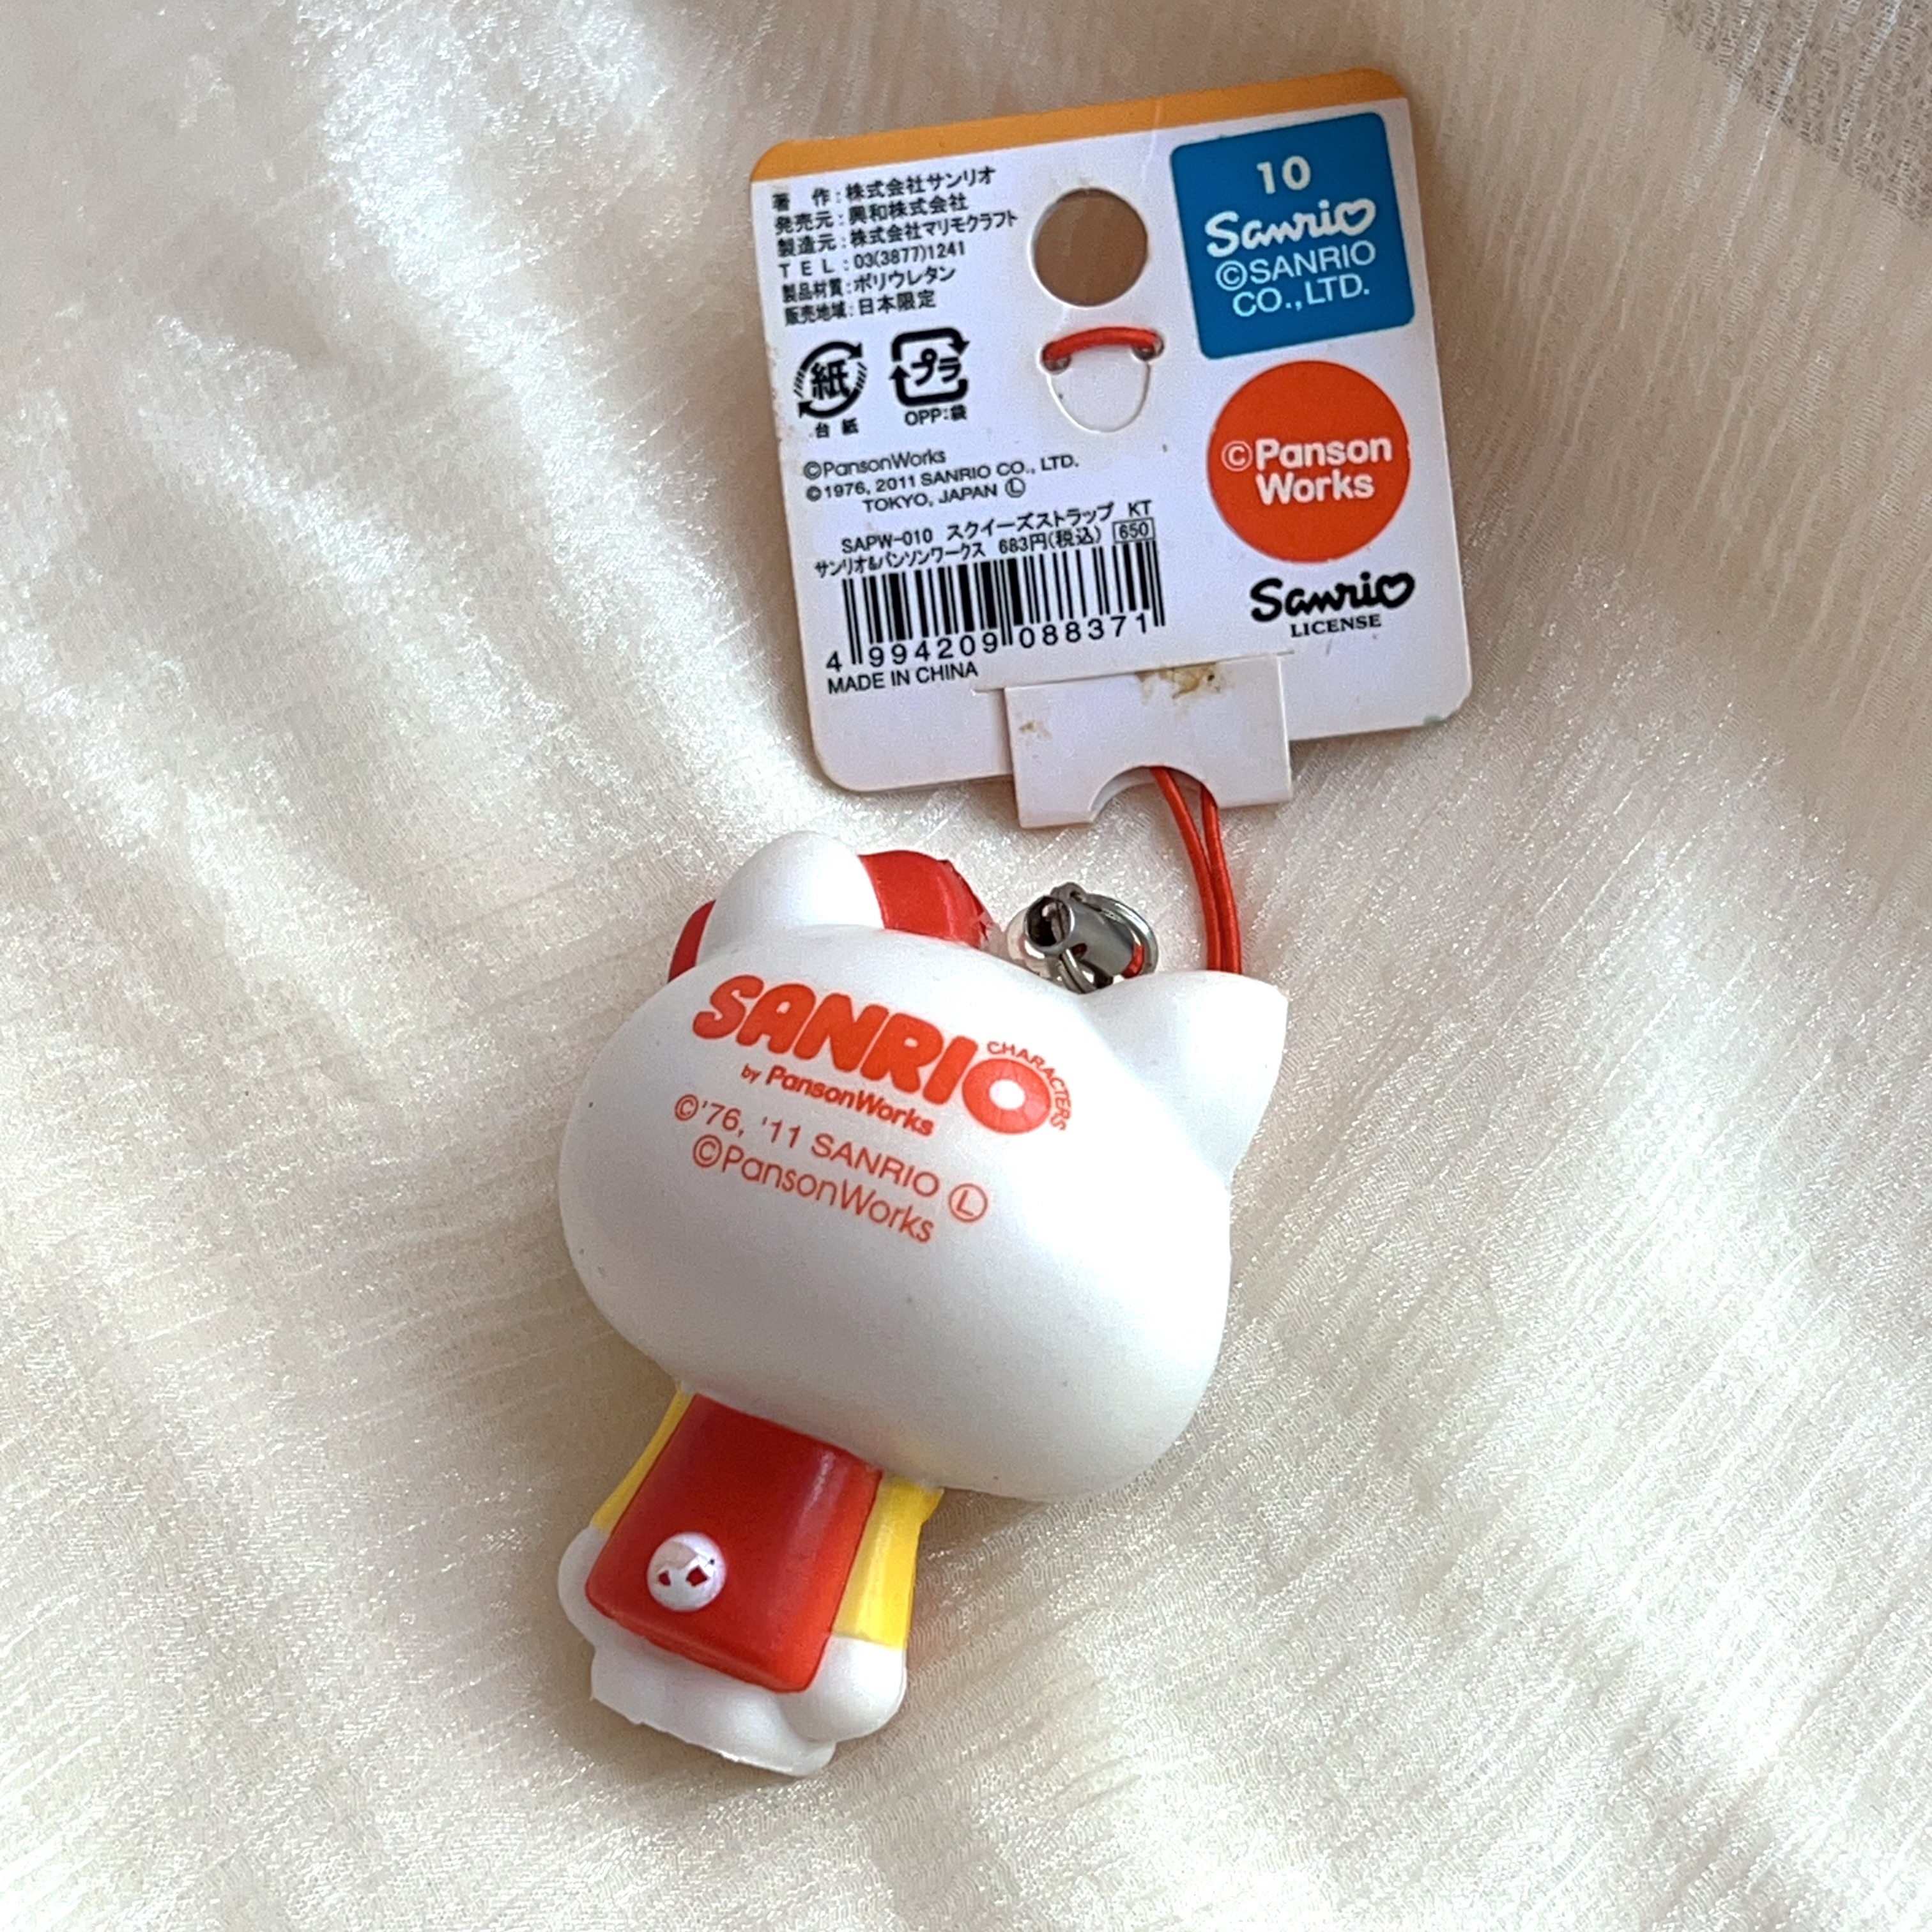 著 作:株式会社サンリオ
発売元:興和株式会社
製造元:株式会社マリモクラフト
TEL:03(3877)1241
製品材質:ポリウレタン
販売地域:日本限定
紙
台紙
プラ
OPP:袋
©PansonWorks
©1976, 2011 SANRIO CO., LTD.
TOKYO, JAPAN Ⓛ
SAPW-010 スクイーズストラップ KT
サンリオ&パンソンワークス 683円(税込) 650
4 994209 088371
MADE IN CHINA
10
Sanrio
©SANRIO
CO.,LTD.
©Panson
Works
Sanrio
LICENSE
SANRIO
CHARACTERS
by PansonWorks
©'76, '11 SANRIO Ⓛ
©PansonWorks